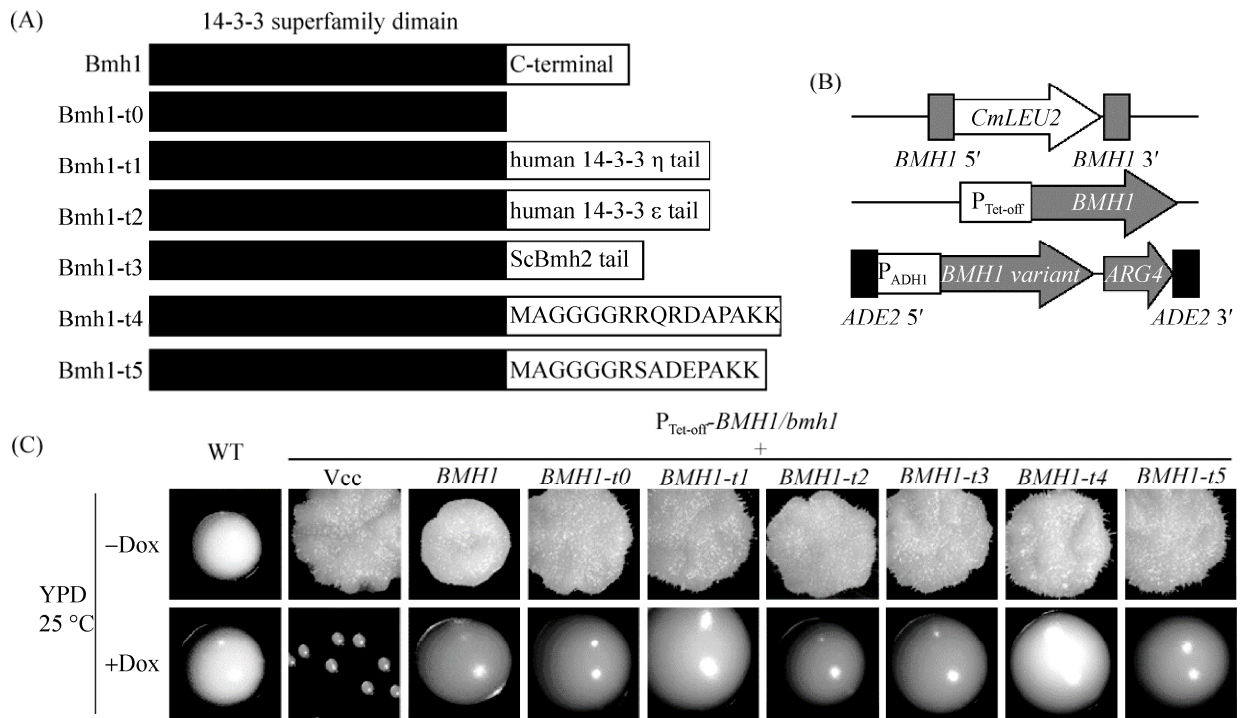 (A)
14-3-3 superfamily dimain
Bmh1 C-terminal
Bmh1-t0
Bmh1-t1 human 14-3-3 η tail
Bmh1-t2 human 14-3-3 ε tail
Bmh1-t3 ScBmh2 tail
Bmh1-t4 MAGGGGRRQRDAPAKK
Bmh1-t5 MAGGGGRSADEPAKK
(B)
CmLEU2
BMH1 5′ BMH1 3′
PTet-off BMH1
PADH1 BMH1 variant ARG4
ADE2 5′ ADE2 3′
(C)
PTet-off-BMH1/bmh1
+
WT Vcc BMH1 BMH1-t0 BMH1-t1 BMH1-t2 BMH1-t3 BMH1-t4 BMH1-t5
−Dox
YPD
25 °C
+Dox